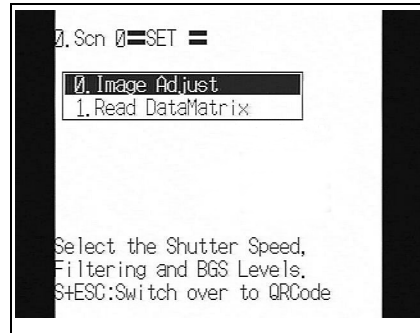 0.Scn 0=SET =
0.Image Adjust
1.Read DataMatrix
Select the Shutter Speed,
Filtering and BGS Levels.
S+ESC:Switch over to QRCode